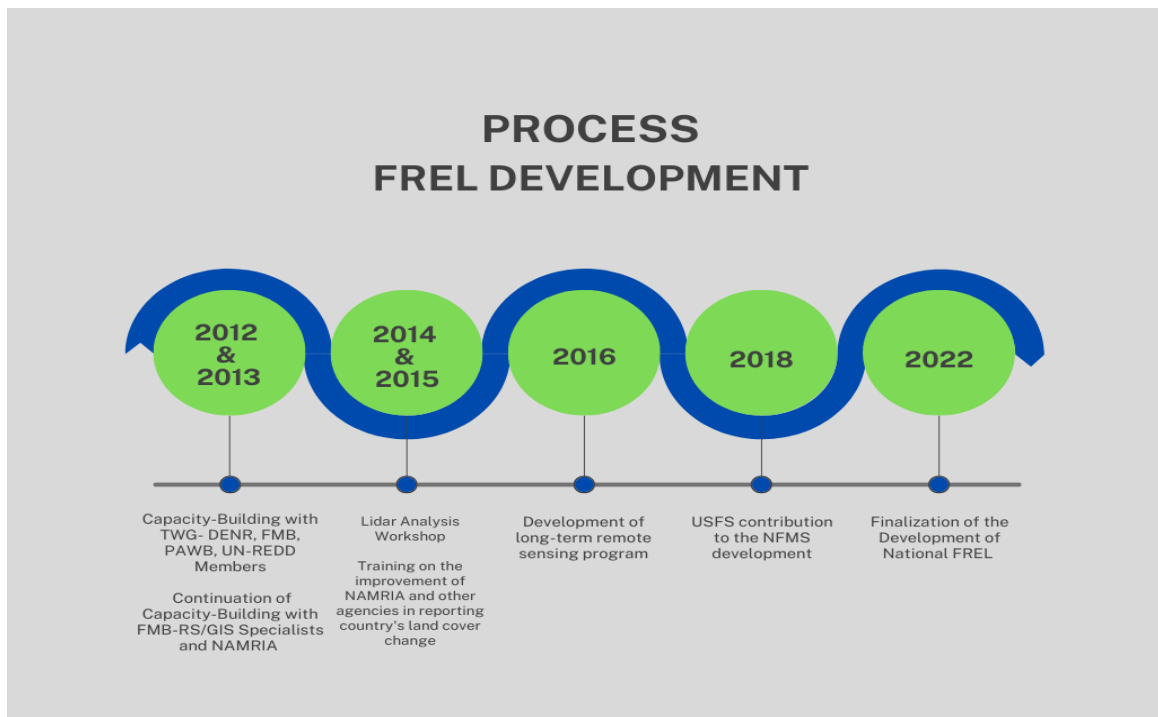 PROCESS
FREL DEVELOPMENT
2012
&
2013
2014
&
2015
2016
2018
2022
Capacity-Building with
TWG- DENR, FMB,
PAWB, UN-REDD
Members
Continuation of
Capacity-Building with
FMB-RS/GIS Specialists
and NAMRIA
Lidar Analysis
Workshop
Training on the
improvement of
NAMRIA and other
agencies in reporting
country's land cover
change
Development of
long-term remote
sensing program
USFS contribution
to the NFMS
development
Finalization of the
Development of
National FREL